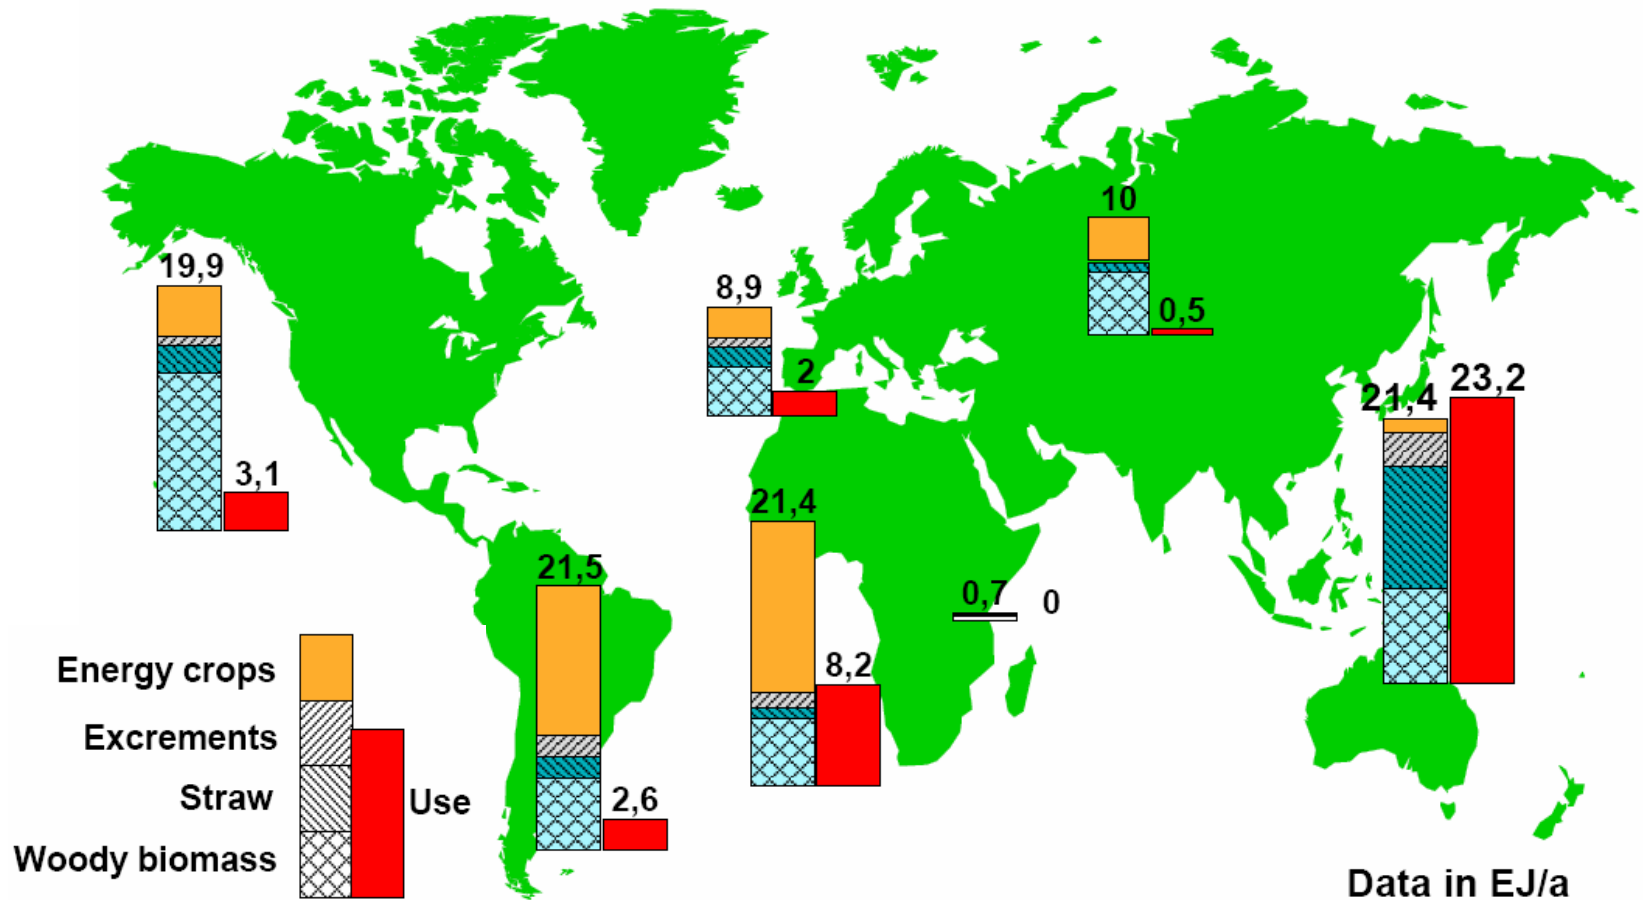 10
19,9
8,9
0,5
2
21,4
23,2
3,1
21,4
21,5
0,7
0
8,2
2,6
Energy crops
Excrements
Straw
Use
Woody biomass
Data in EJ/a